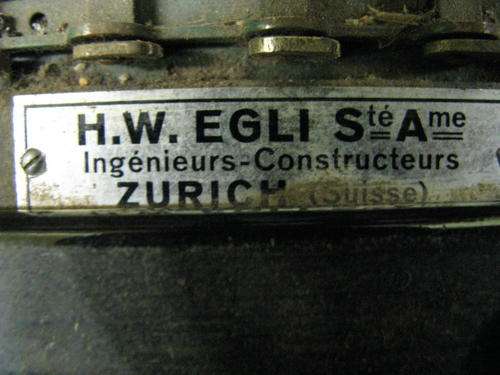 H.W. EGLI Sté Ame
Ingénieurs-Constructeurs
ZURICH (Suisse)